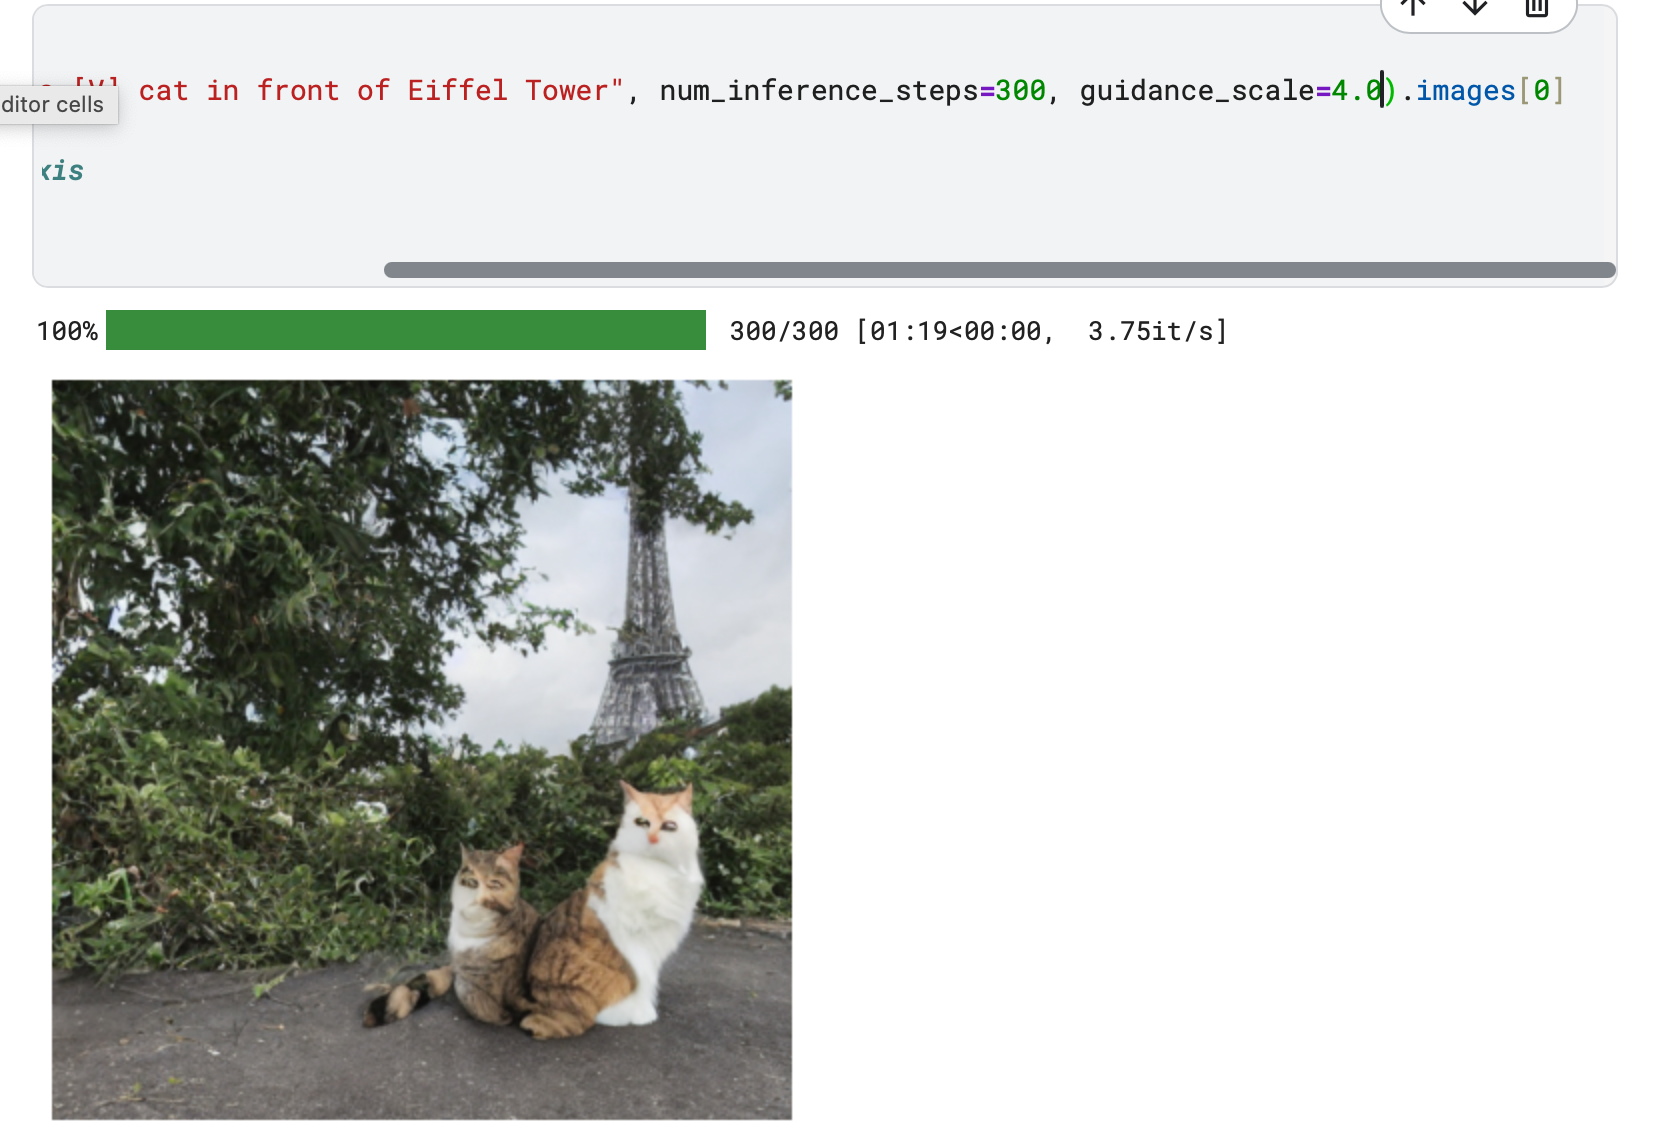 [V] cat in front of Eiffel Tower", num_inference_steps=300, guidance_scale=4.0).images[0]
ditor cells
xis
100% 300/300 [01:19<00:00, 3.75it/s]